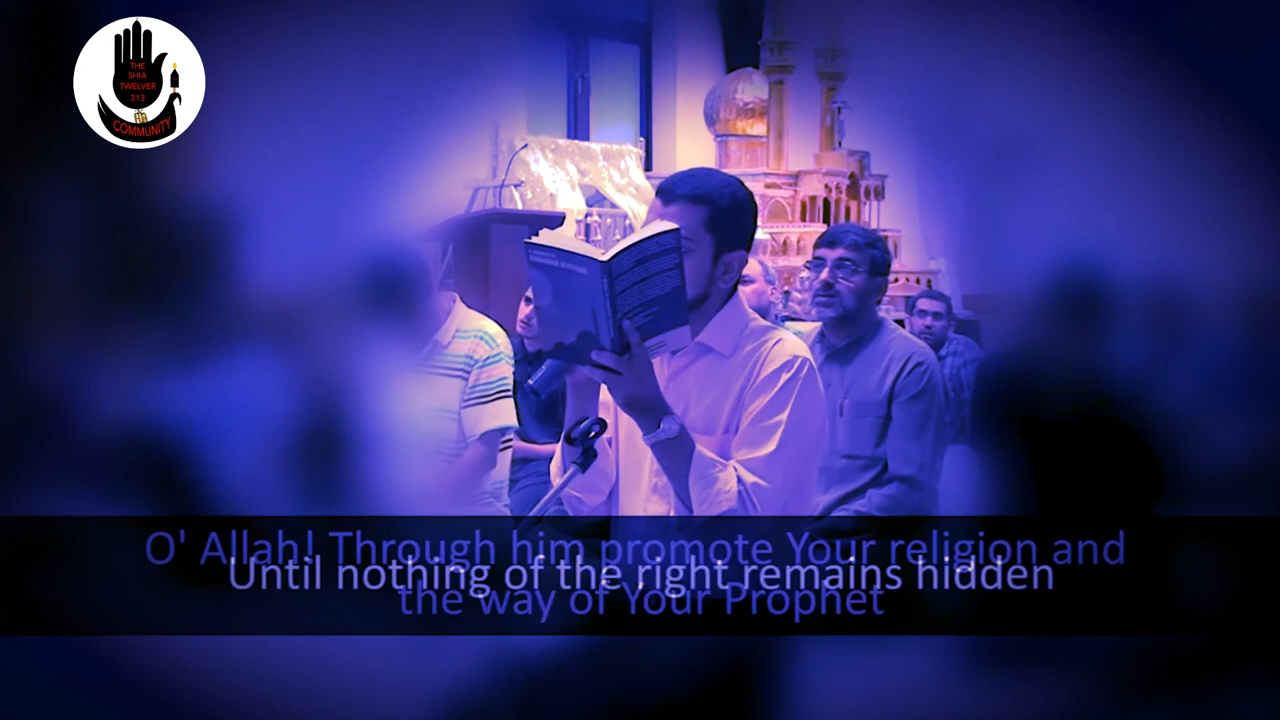 THE
SHIA
TWELVER
313
COMMUNITY
O' Allah! Through him promote Your religion and
the way of Your Prophet
Until nothing of the right remains hidden